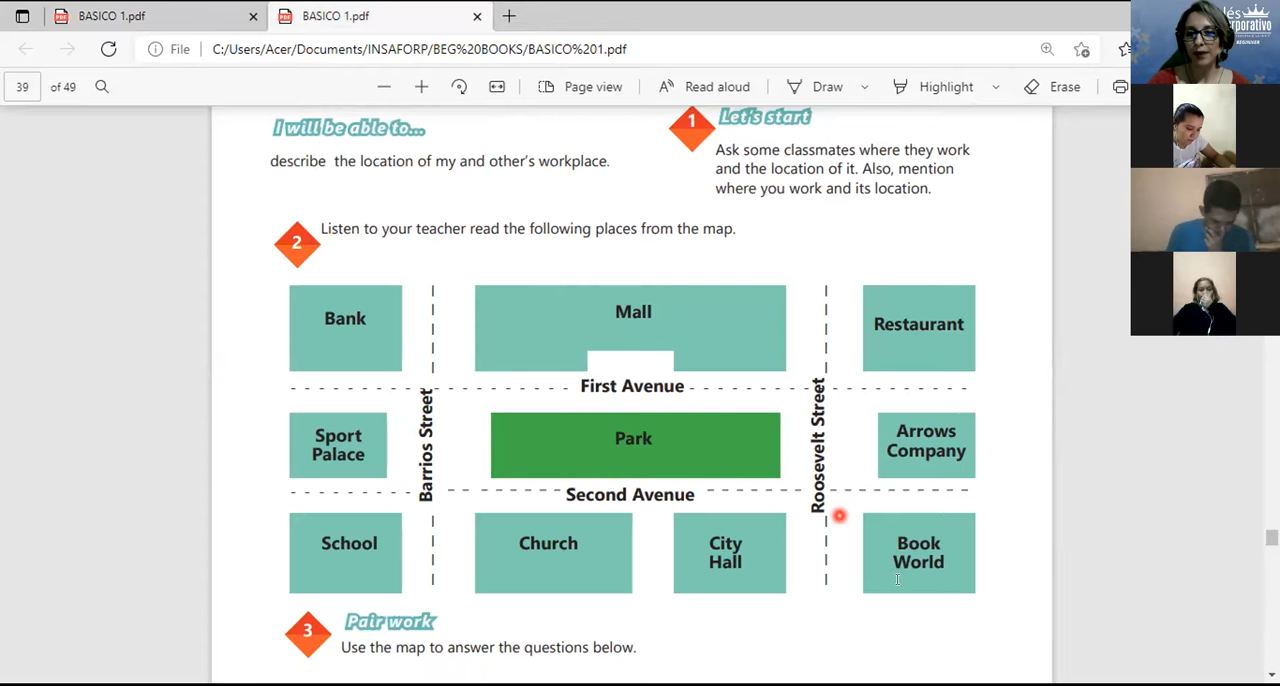 BASICO 1.pdf
BASICO 1.pdf
File
C:/Users/Acer/Documents/INSAFORP/BEG%20BOOKS/BASICO%201.pdf
39 of 49
Page view
Read aloud
Draw
Highlight
Erase
I will be able to...
describe the location of my and other's workplace.
1
Let's start
Ask some classmates where they work
and the location of it. Also, mention
where you work and its location.
2
Listen to your teacher read the following places from the map.
Bank
Mall
Restaurant
First Avenue
Sport
Palace
Barrios Street
Park
Roosevelt Street
Arrows
Company
Second Avenue
School
Church
City
Hall
Book
World
3
Pair work
Use the map to answer the questions below.
lés
rporativo
BEGINNER